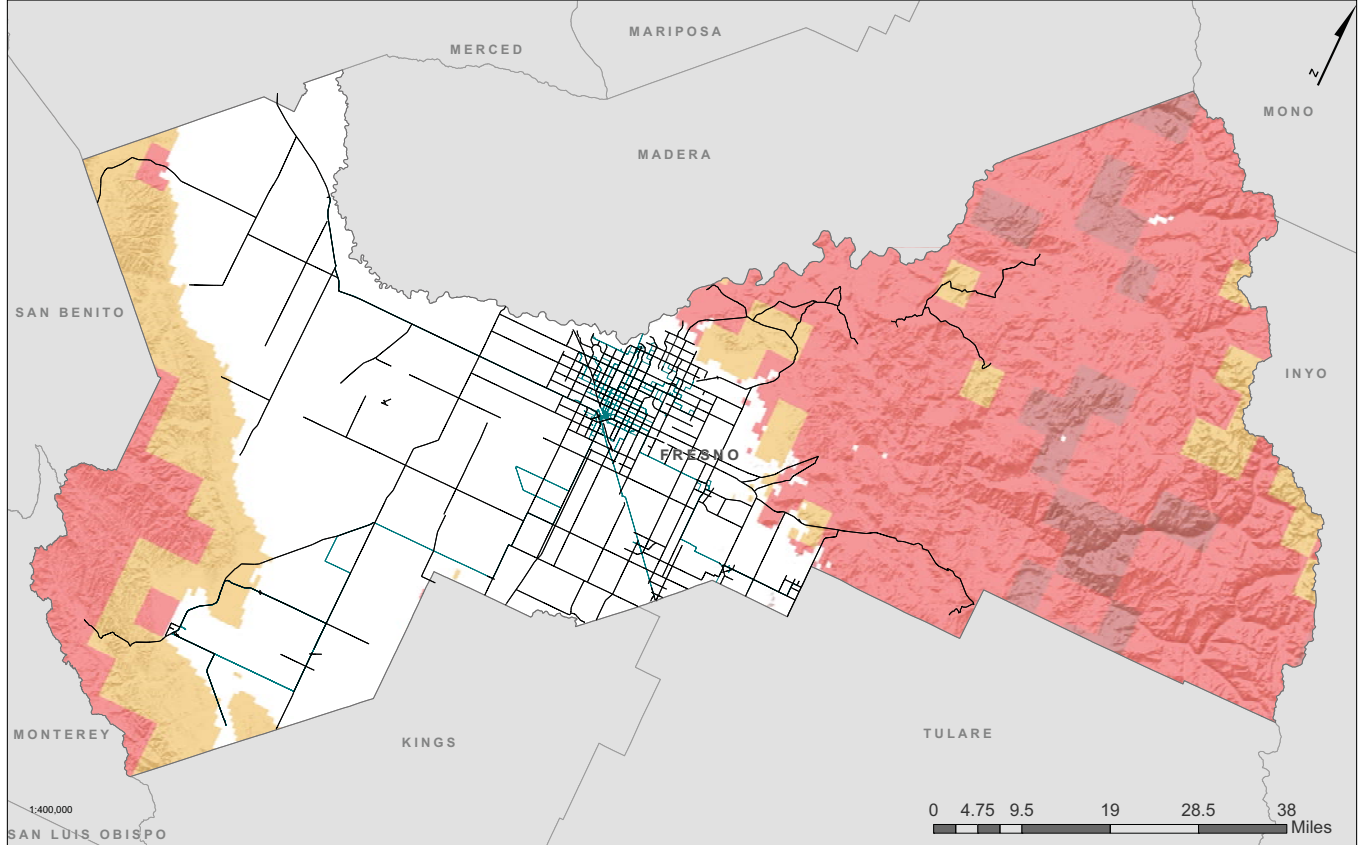 MARIPOSA
MERCED
N
MONO
MADERA
SAN BENITO
INYO
FRESNO
MONTEREY
KINGS
TULARE
1:400,000
0 4.75 9.5 19 28.5 38
Miles
SAN LUIS OBISPO